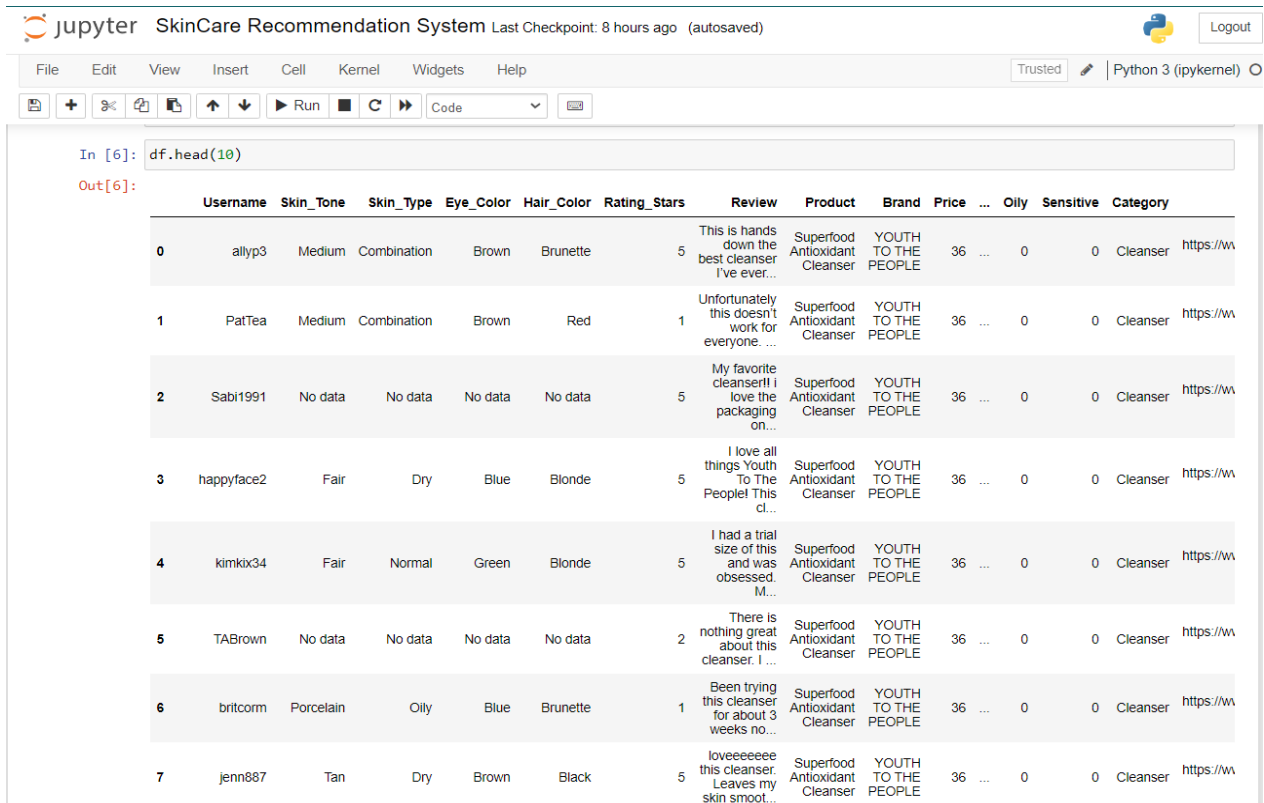 jupyter SkinCare Recommendation System Last Checkpoint: 8 hours ago (autosaved) Logout
File Edit View Insert Cell Kernel Widgets Help Trusted Python 3 (ipykernel)
Run Code
In [6]: df.head(10)
Out[6]:
Username Skin_Tone Skin_Type Eye_Color Hair_Color Rating_Stars Review Product Brand Price ... Oily Sensitive Category
0 allyp3 Medium Combination Brown Brunette 5 This is hands down the best cleanser I've ever... Superfood Antioxidant Cleanser YOUTH TO THE PEOPLE 36 ... 0 0 Cleanser https://w
1 PatTea Medium Combination Brown Red 1 Unfortunately this doesn't work for everyone. ... Superfood Antioxidant Cleanser YOUTH TO THE PEOPLE 36 ... 0 0 Cleanser https://w
2 Sabi1991 No data No data No data No data 5 My favorite cleanser!! i love the packaging on... Superfood Antioxidant Cleanser YOUTH TO THE PEOPLE 36 ... 0 0 Cleanser https://w
3 happyface2 Fair Dry Blue Blonde 5 I love all things Youth To The People! This cl... Superfood Antioxidant Cleanser YOUTH TO THE PEOPLE 36 ... 0 0 Cleanser https://w
4 kimkix34 Fair Normal Green Blonde 5 I had a trial size of this and was obsessed. M... Superfood Antioxidant Cleanser YOUTH TO THE PEOPLE 36 ... 0 0 Cleanser https://w
5 TABrown No data No data No data No data 2 There is nothing great about this cleanser. I ... Superfood Antioxidant Cleanser YOUTH TO THE PEOPLE 36 ... 0 0 Cleanser https://w
6 britcorm Porcelain Oily Blue Brunette 1 Been trying this cleanser for about 3 weeks no... Superfood Antioxidant Cleanser YOUTH TO THE PEOPLE 36 ... 0 0 Cleanser https://w
7 jenn887 Tan Dry Brown Black 5 loveeeeeee this cleanser. Leaves my skin smoot... Superfood Antioxidant Cleanser YOUTH TO THE PEOPLE 36 ... 0 0 Cleanser https://w